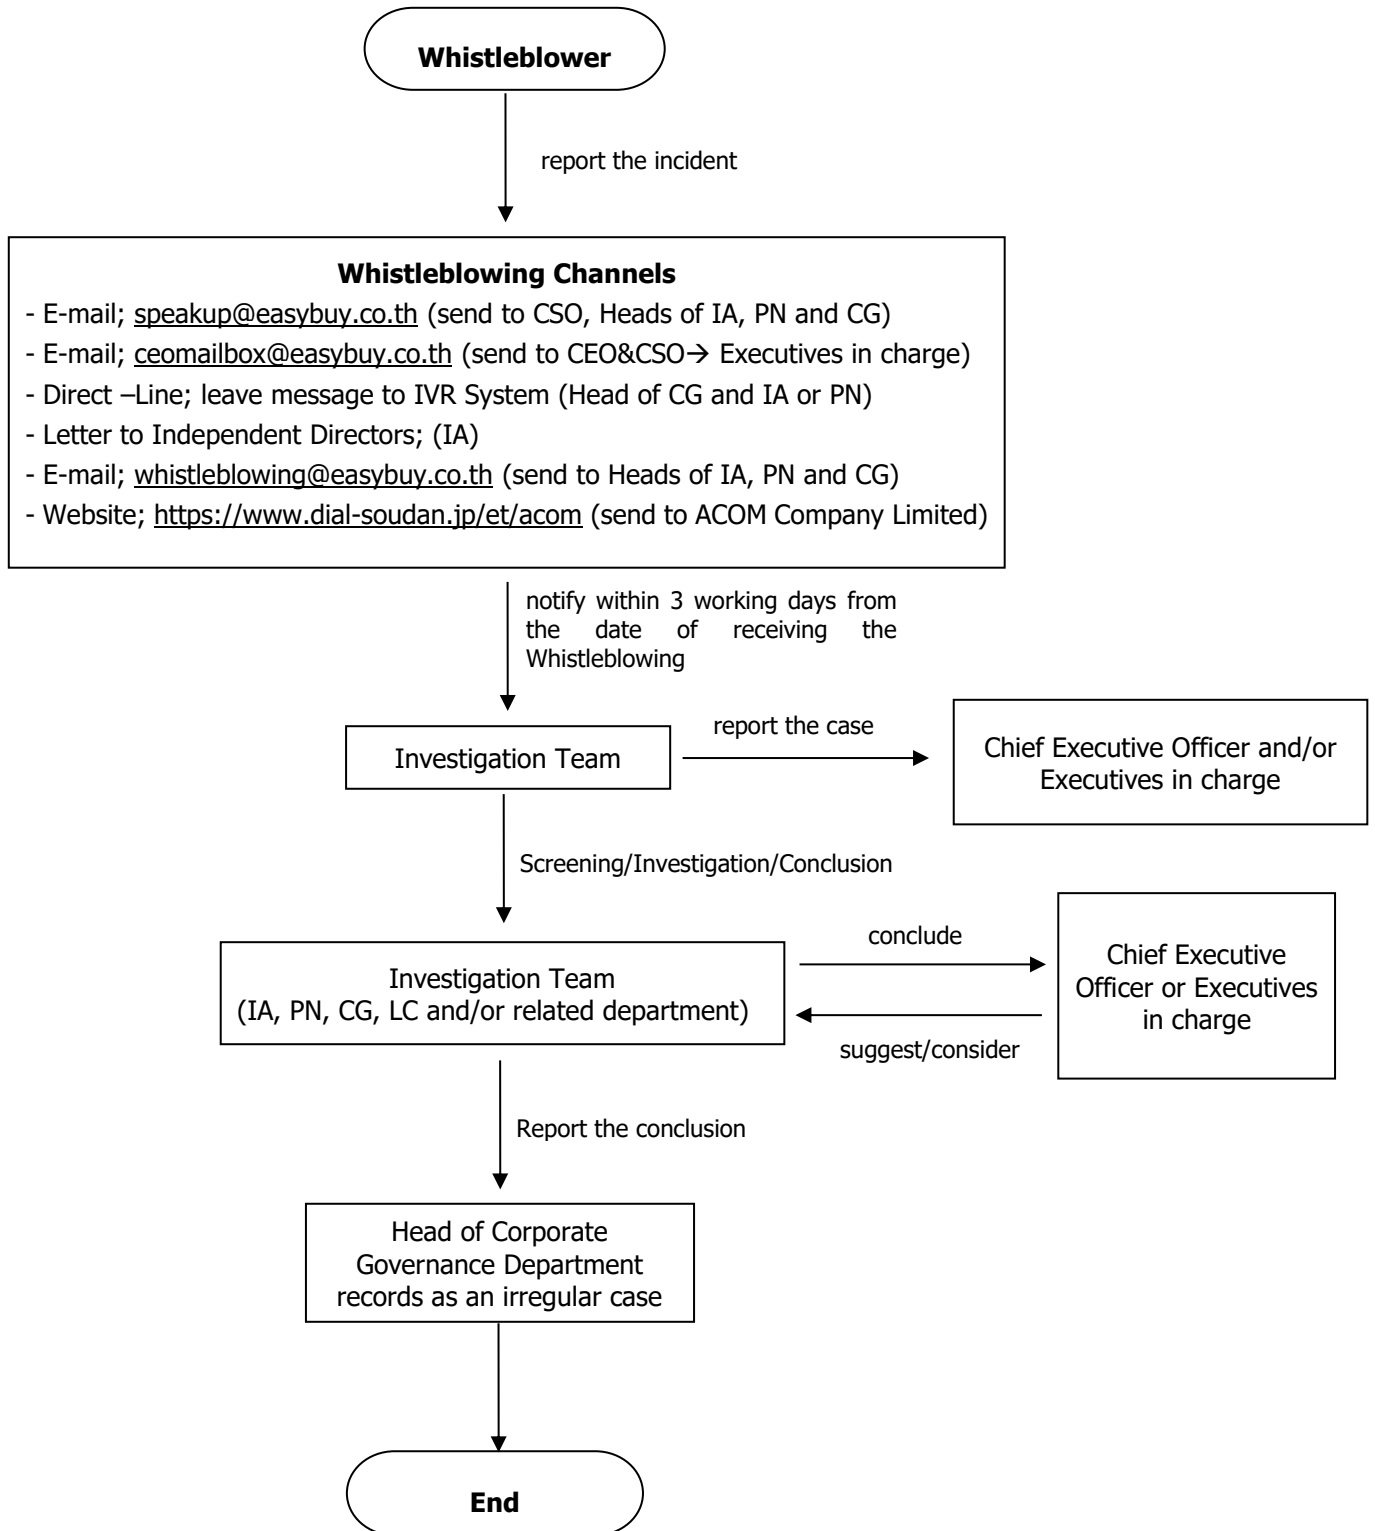 Whistleblower
report the incident
Whistleblowing Channels
- E-mail; speakup@easybuy.co.th (send to CSO, Heads of IA, PN and CG)
- E-mail; ceomailbox@easybuy.co.th (send to CEO&CSO→ Executives in charge)
- Direct –Line; leave message to IVR System (Head of CG and IA or PN)
- Letter to Independent Directors; (IA)
- E-mail; whistleblowing@easybuy.co.th (send to Heads of IA, PN and CG)
- Website; https://www.dial-soudan.jp/et/acom (send to ACOM Company Limited)
notify within 3 working days from
the date of receiving the
Whistleblowing
Investigation Team
report the case
Chief Executive Officer and/or
Executives in charge
Screening/Investigation/Conclusion
Investigation Team
(IA, PN, CG, LC and/or related department)
conclude
suggest/consider
Chief Executive
Officer or Executives
in charge
Report the conclusion
Head of Corporate
Governance Department
records as an irregular case
End